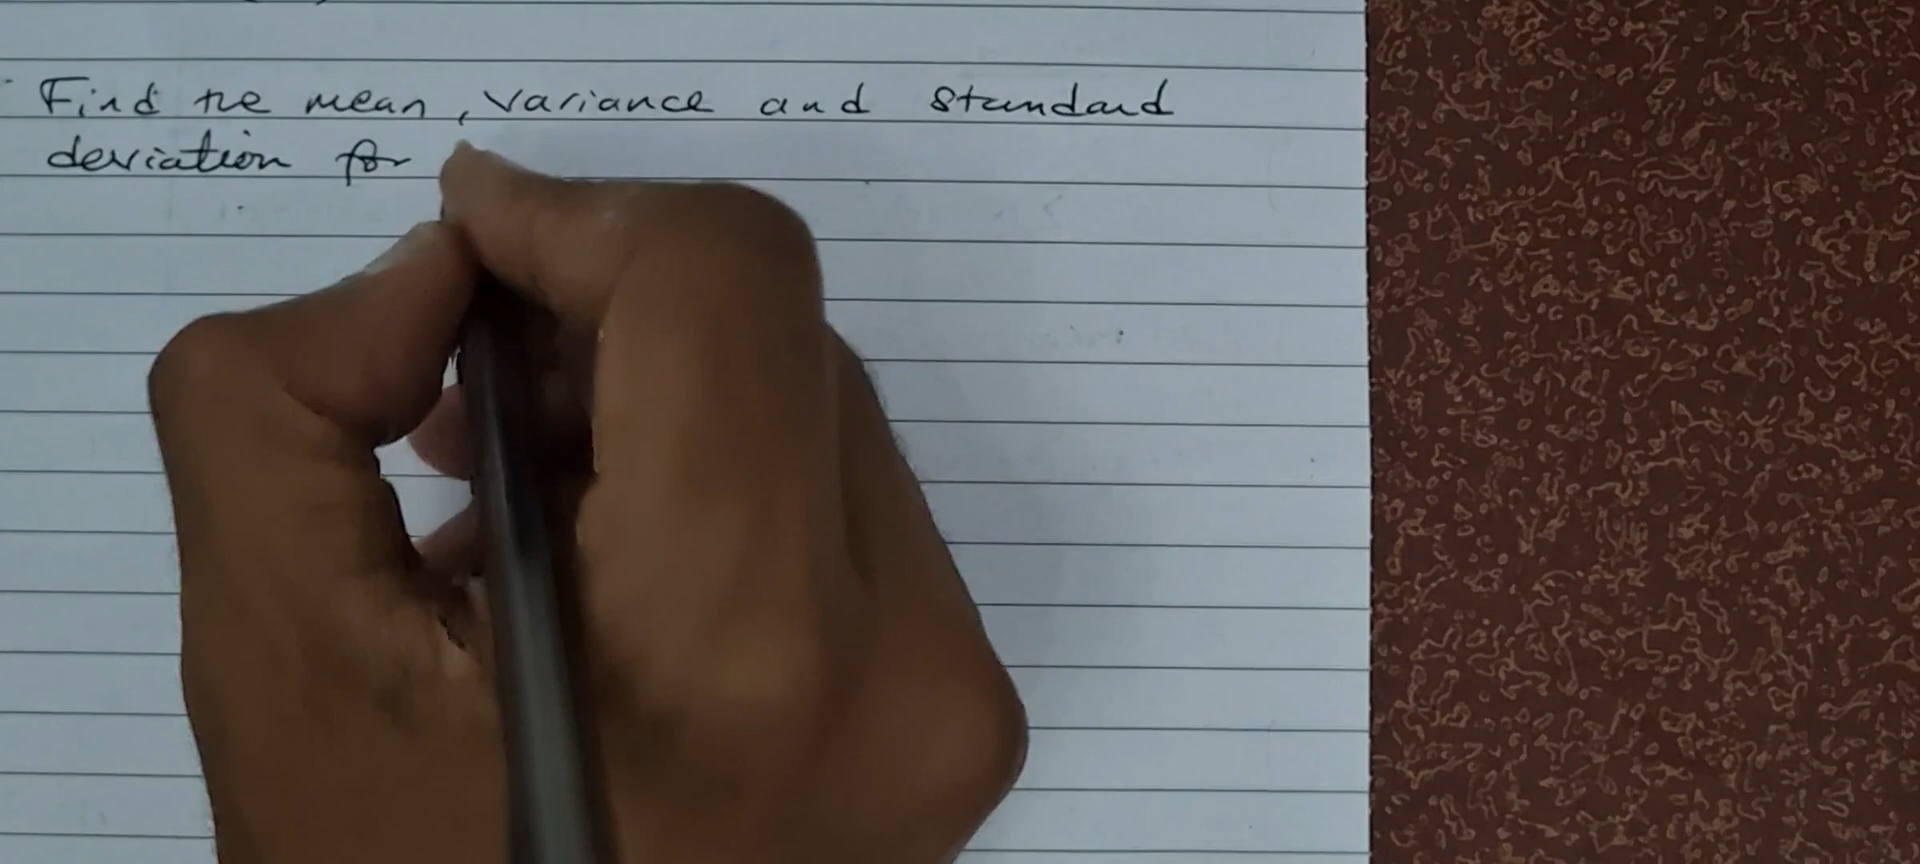 Find the mean, variance and standard
deviation for